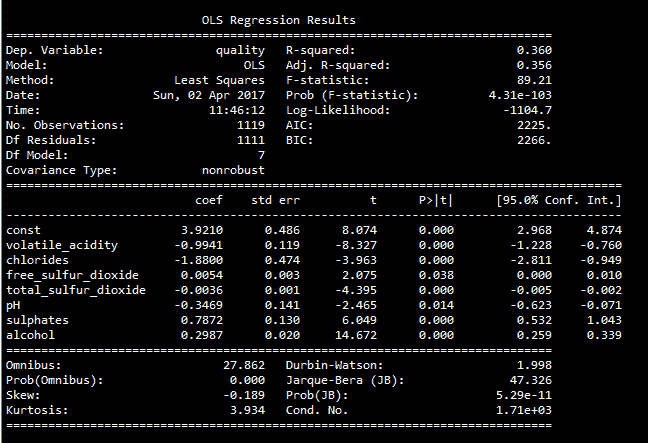 OLS Regression Results
==============================================================================
Dep. Variable:                quality   R-squared:                       0.360
Model:                            OLS   Adj. R-squared:                  0.356
Method:                 Least Squares   F-statistic:                     89.21
Date:                Sun, 02 Apr 2017   Prob (F-statistic):          4.31e-103
Time:                        11:46:12   Log-Likelihood:                -1104.7
No. Observations:                1119   AIC:                             2225.
Df Residuals:                    1111   BIC:                             2266.
Df Model:                           7
Covariance Type:            nonrobust
========================================================================================
                           coef    std err          t      P>|t|      [95.0% Conf. Int.]
----------------------------------------------------------------------------------------
const                    3.9210      0.486      8.074      0.000         2.968     4.874
volatile_acidity        -0.9941      0.119     -8.327      0.000        -1.228    -0.760
chlorides               -1.8800      0.474     -3.963      0.000        -2.811    -0.949
free_sulfur_dioxide      0.0054      0.003      2.075      0.038         0.000     0.010
total_sulfur_dioxide    -0.0036      0.001     -4.395      0.000        -0.005    -0.002
pH                      -0.3469      0.141     -2.465      0.014        -0.623    -0.071
sulphates                0.7872      0.130      6.049      0.000         0.532     1.043
alcohol                  0.2987      0.020     14.672      0.000         0.259     0.339
==============================================================================
Omnibus:                       27.862   Durbin-Watson:                   1.998
Prob(Omnibus):                  0.000   Jarque-Bera (JB):               47.326
Skew:                          -0.189   Prob(JB):                     5.29e-11
Kurtosis:                       3.934   Cond. No.                     1.71e+03
==============================================================================